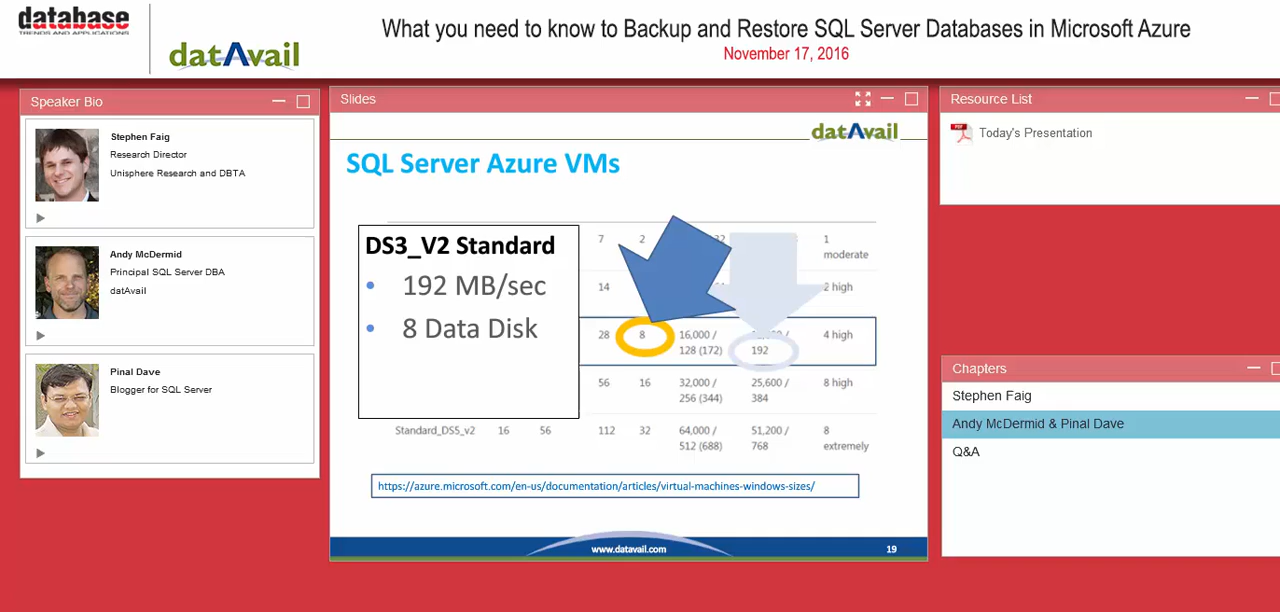 database
TRENDS AND APPLICATIONS
datAvail
What you need to know to Backup and Restore SQL Server Databases in Microsoft Azure
November 17, 2016
Speaker Bio
Stephen Faig
Research Director
Unisphere Research and DBTA
Andy McDermid
Principal SQL Server DBA
datAvail
Pinal Dave
Blogger for SQL Server
Slides
datAvail
SQL Server Azure VMs
DS3_V2 Standard
• 192 MB/sec
• 8 Data Disk
7 2 1
moderate
14 2 high
28 8 16,000 / 4 high
128 (172) 192
56 16 32,000 / 25,600 / 8 high
256 (344) 384
Standard_DS5_v2 16 56 112 32 64,000 / 51,200 / 8
512 (688) 768 extremely
https://azure.microsoft.com/en-us/documentation/articles/virtual-machines-windows-sizes/
www.datavail.com 19
Resource List
PDF Today's Presentation
Chapters
Stephen Faig
Andy McDermid & Pinal Dave
Q&A